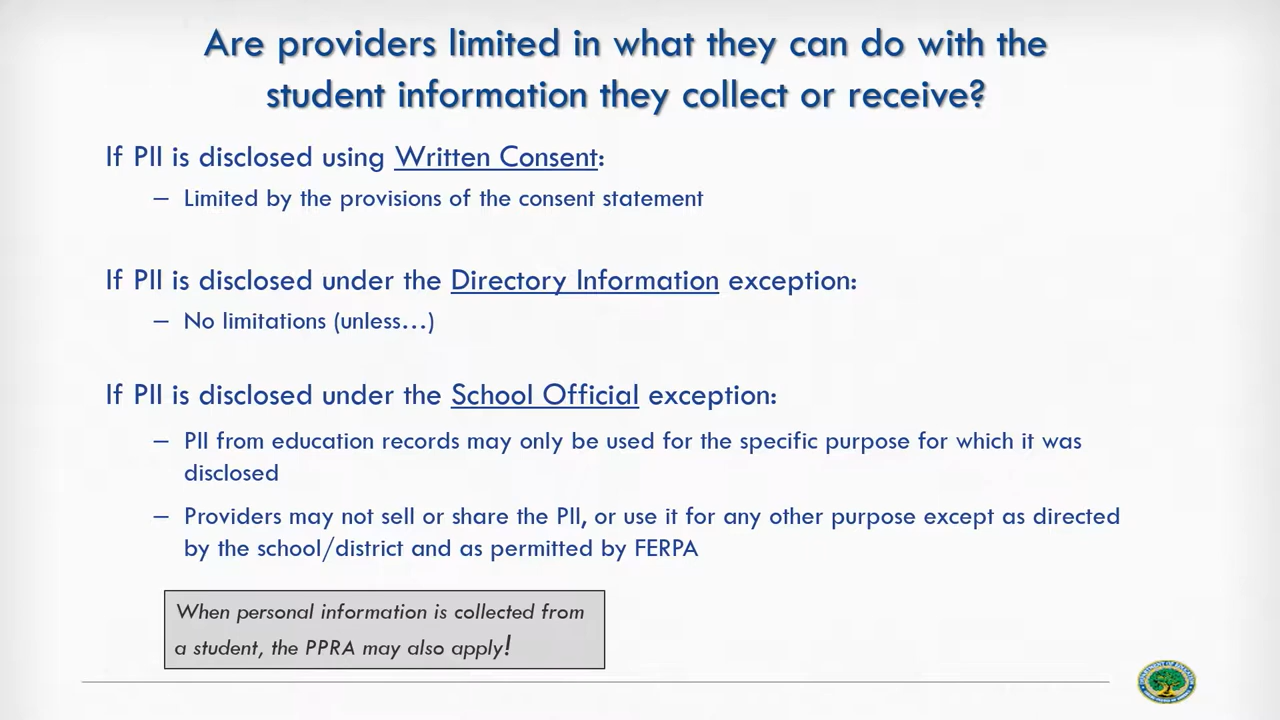 Are providers limited in what they can do with the
student information they collect or receive?
If PII is disclosed using Written Consent:
– Limited by the provisions of the consent statement
If PII is disclosed under the Directory Information exception:
– No limitations (unless…)
If PII is disclosed under the School Official exception:
– PII from education records may only be used for the specific purpose for which it was
disclosed
– Providers may not sell or share the PII, or use it for any other purpose except as directed
by the school/district and as permitted by FERPA
When personal information is collected from
a student, the PPRA may also apply!